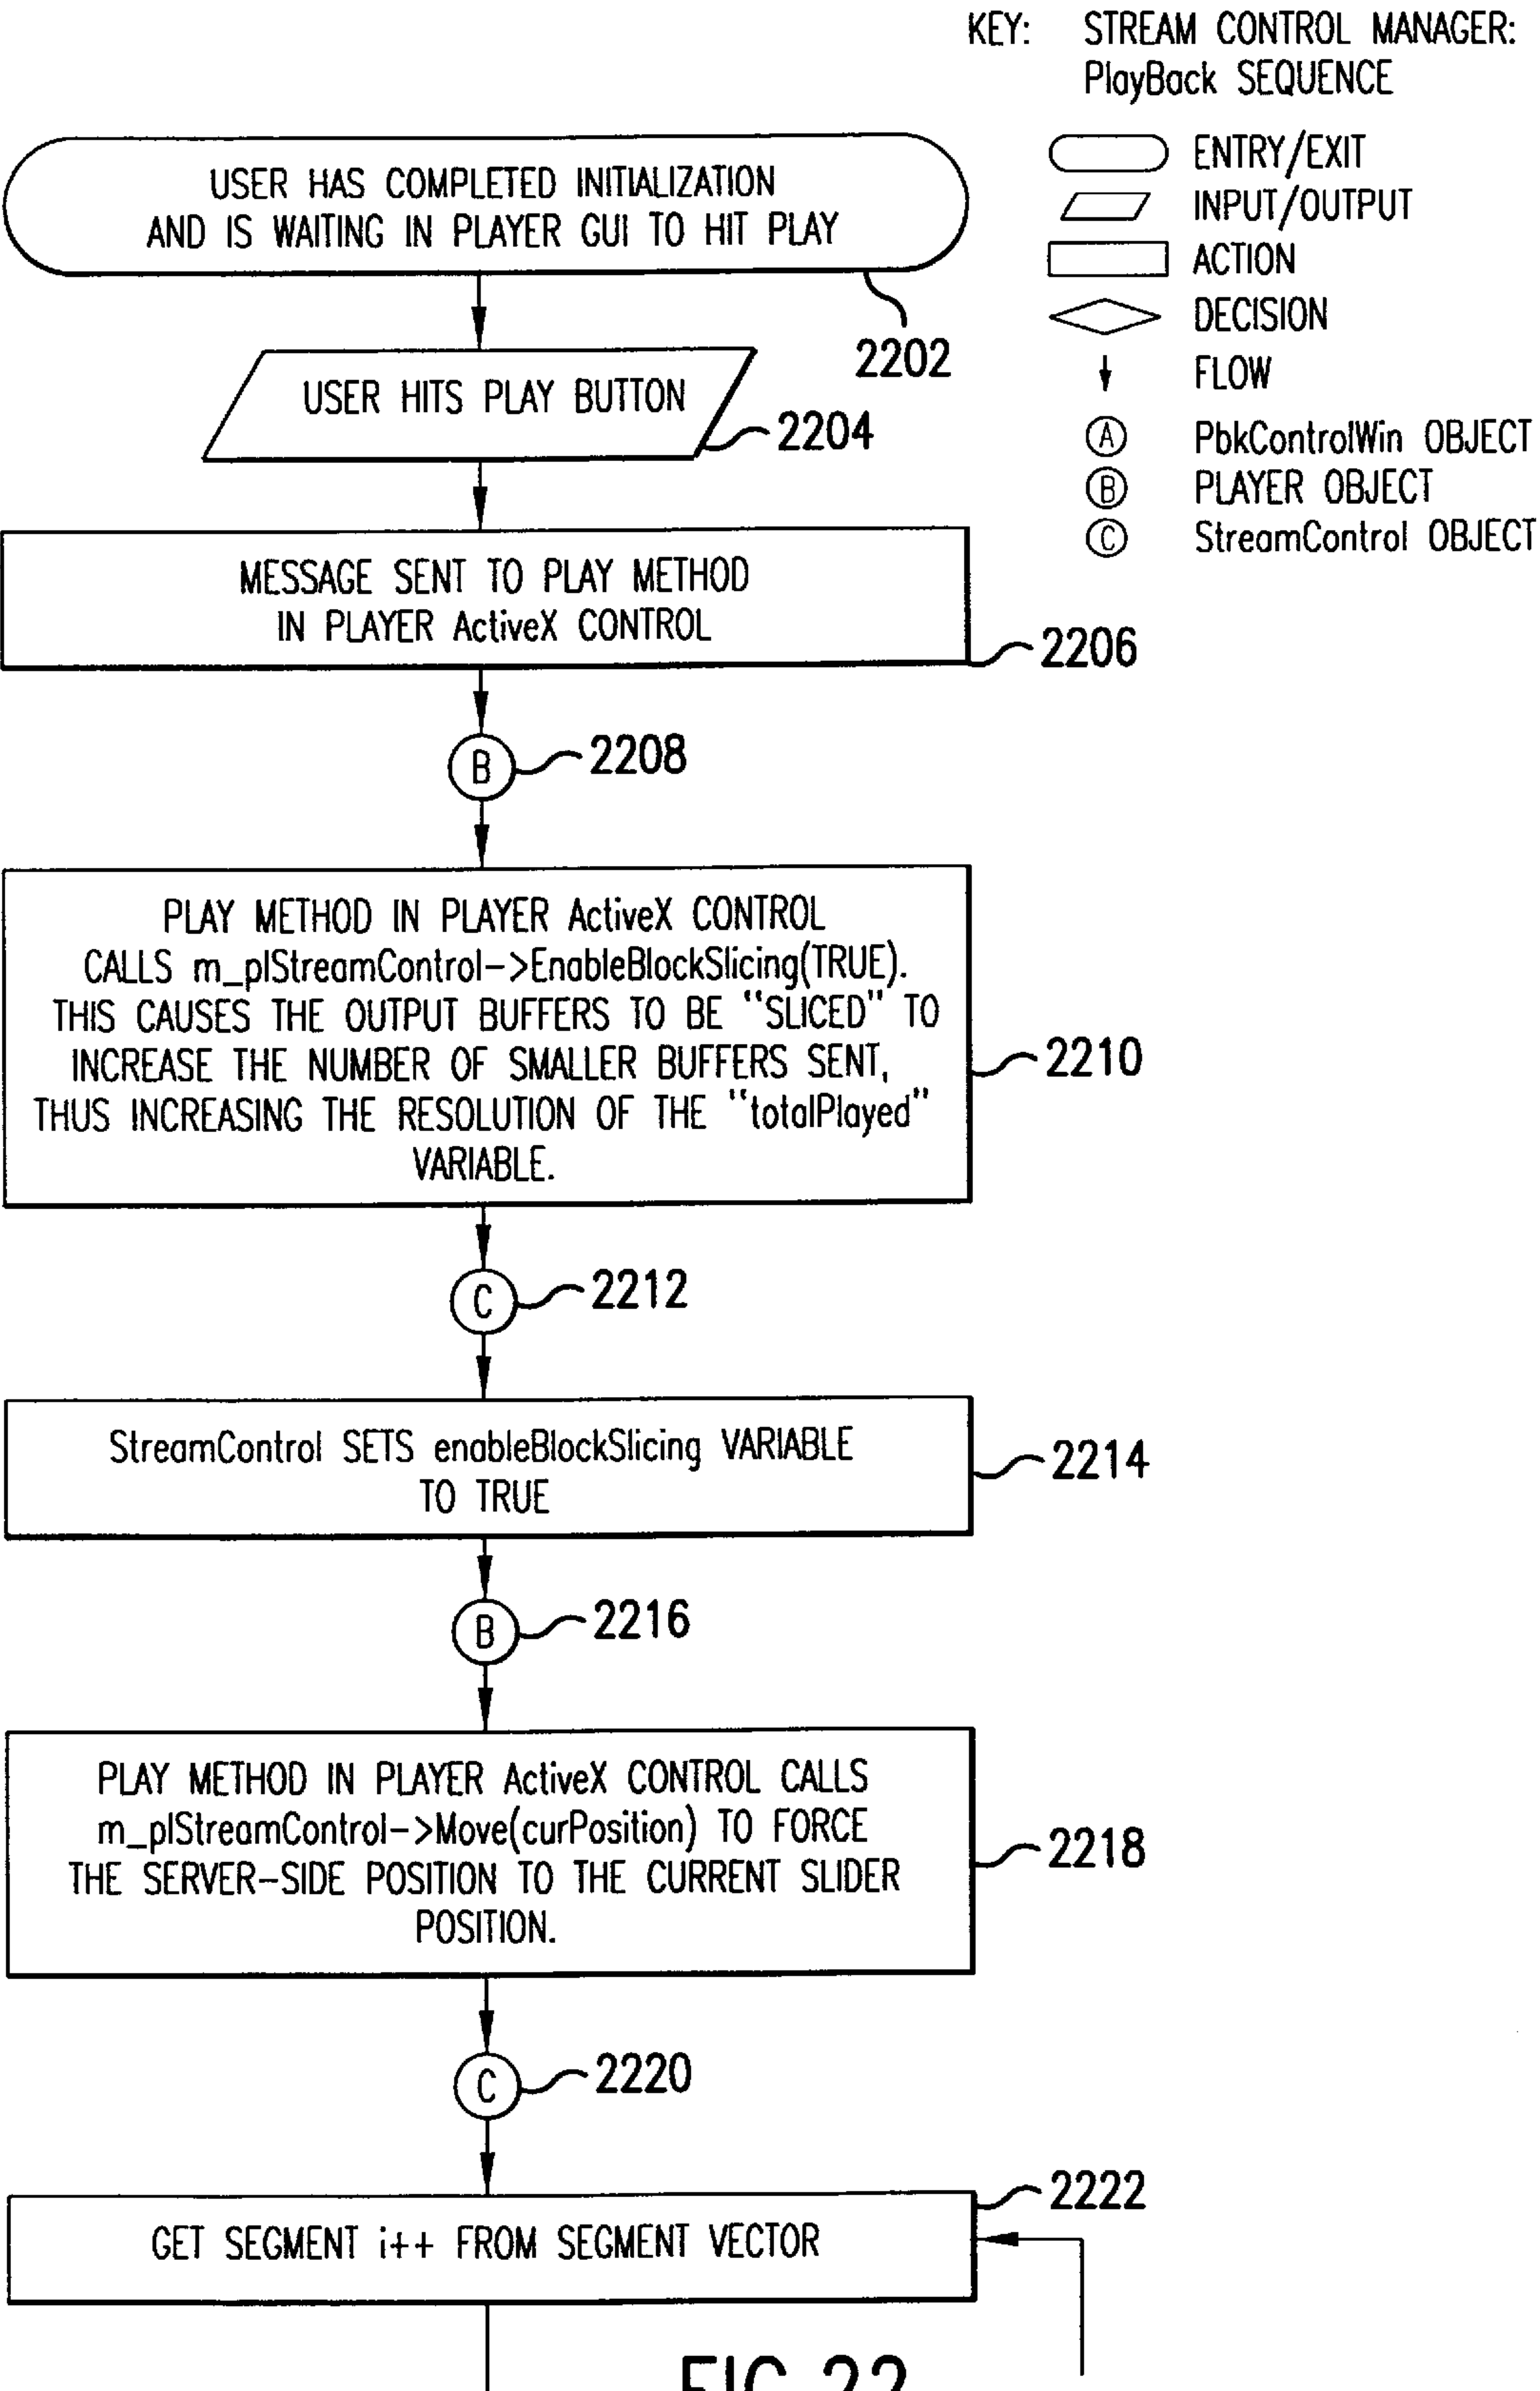 KEY: STREAM CONTROL MANAGER:
PlayBack SEQUENCE
ENTRY/EXIT
INPUT/OUTPUT
ACTION
DECISION
FLOW
A PbkControlWin OBJECT
B PLAYER OBJECT
C StreamControl OBJECT
USER HAS COMPLETED INITIALIZATION
AND IS WAITING IN PLAYER GUI TO HIT PLAY
2202
USER HITS PLAY BUTTON
2204
MESSAGE SENT TO PLAY METHOD
IN PLAYER ActiveX CONTROL
2206
B 2208
PLAY METHOD IN PLAYER ActiveX CONTROL
CALLS m_plStreamControl->EnableBlockSlicing(TRUE).
THIS CAUSES THE OUTPUT BUFFERS TO BE "SLICED" TO
INCREASE THE NUMBER OF SMALLER BUFFERS SENT,
THUS INCREASING THE RESOLUTION OF THE "totalPlayed"
VARIABLE.
2210
C 2212
StreamControl SETS enableBlockSlicing VARIABLE
TO TRUE
2214
B 2216
PLAY METHOD IN PLAYER ActiveX CONTROL CALLS
m_plStreamControl->Move(curPosition) TO FORCE
THE SERVER-SIDE POSITION TO THE CURRENT SLIDER
POSITION.
2218
C 2220
2222
GET SEGMENT i++ FROM SEGMENT VECTOR